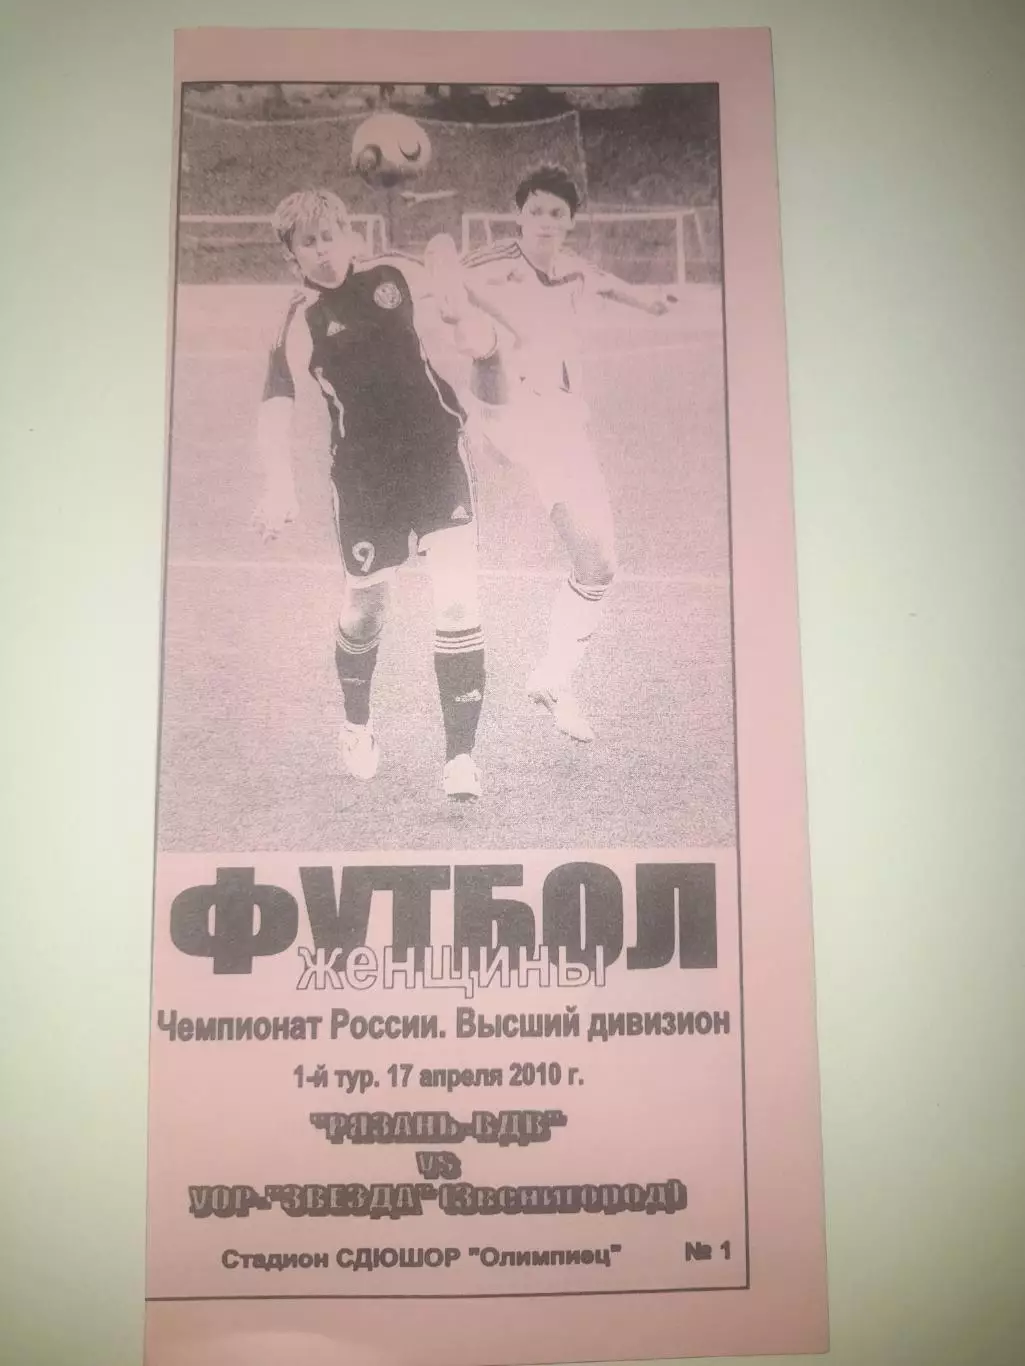 9
ФУТБОЛ
женщины
Чемпионат России. Высший дивизион
1-й тур. 17 апреля 2010 г.
"РЯЗАНЬ-ВДВ"
VS
УОР-"ЗВЕЗДА" (Звенигород)
Стадион СДЮШОР "Олимпиец" № 1